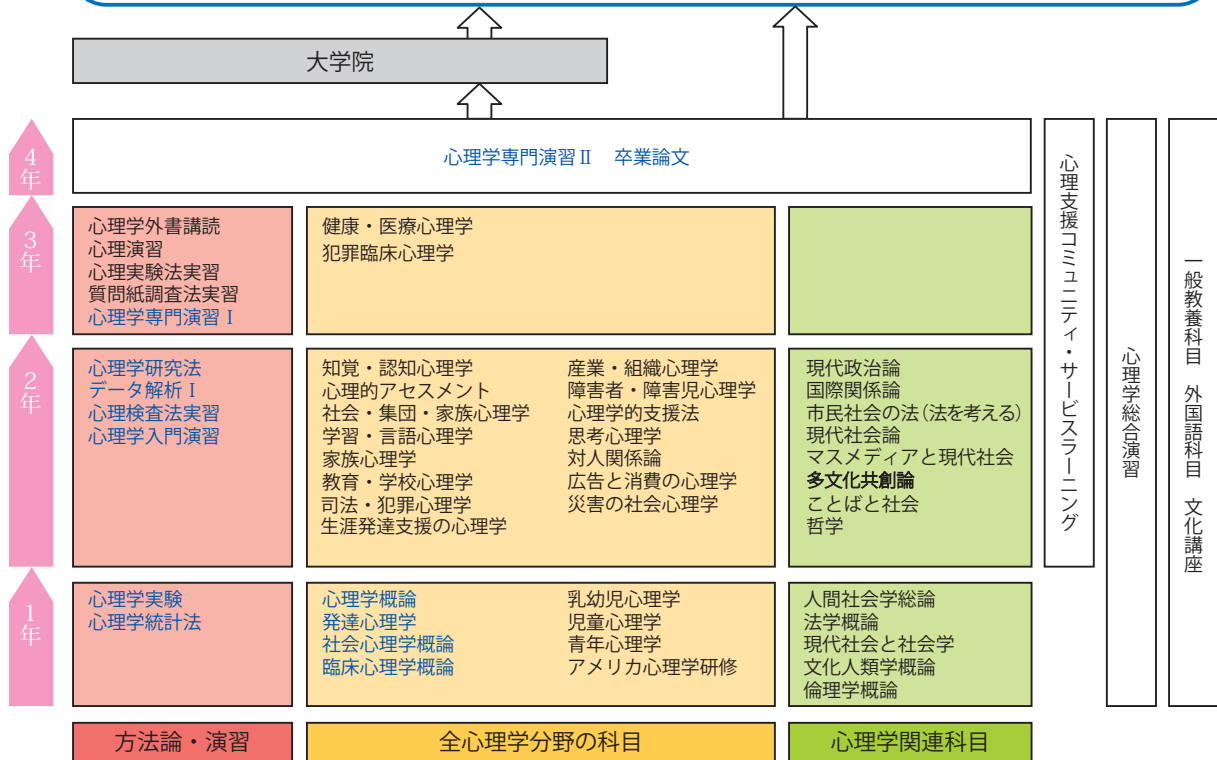 大学院
4年
心理学専門演習Ⅱ　卒業論文
3年
心理学外書講読
心理演習
心理実験法実習
質問紙調査法実習
心理学専門演習Ⅰ
健康・医療心理学
犯罪臨床心理学
2年
心理学研究法
データ解析Ⅰ
心理検査法実習
心理学入門演習
知覚・認知心理学
心理的アセスメント
社会・集団・家族心理学
学習・言語心理学
家族心理学
教育・学校心理学
司法・犯罪心理学
生涯発達支援の心理学
産業・組織心理学
障害者・障害児心理学
心理学的支援法
思考心理学
対人関係論
広告と消費の心理学
災害の社会心理学
現代政治論
国際関係論
市民社会の法（法を考える）
現代社会論
マスメディアと現代社会
多文化共創論
ことばと社会
哲学
1年
心理学実験
心理学統計法
心理学概論
発達心理学
社会心理学概論
臨床心理学概論
乳幼児心理学
児童心理学
青年心理学
アメリカ心理学研修
人間社会学総論
法学概論
現代社会と社会学
文化人類学概論
倫理学概論
方法論・演習
全心理学分野の科目
心理学関連科目
心理支援コミュニティ・サービスラーニング
心理学総合演習
一般教養科目　外国語科目　文化講座